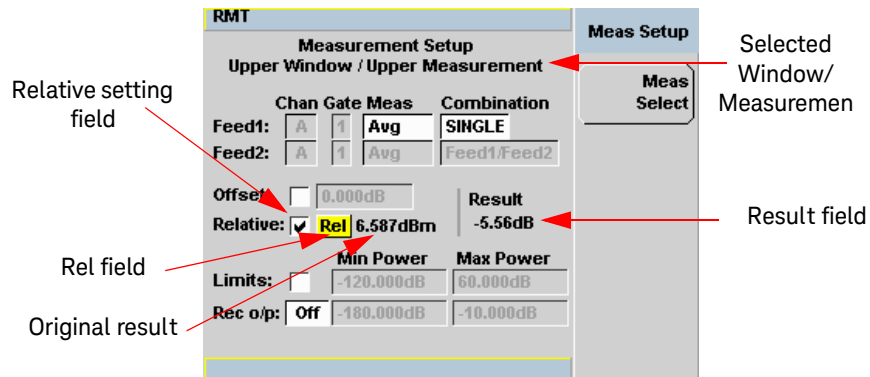 RMT
Meas Setup
Measurement Setup
Upper Window / Upper Measurement
Selected
Window/
Measuremen
Meas
Select
Relative setting
field
Chan Gate Meas Combination
Feed1: A 1 Avg SINGLE
Feed2: A 1 Avg Feed1/Feed2
Offset: 0.000dB Result
Relative: Rel 6.587dBm -5.56dB
Result field
Rel field
Min Power Max Power
Limits: -120.000dB 60.000dB
Original result
Rec o/p: Off -180.000dB -10.000dB